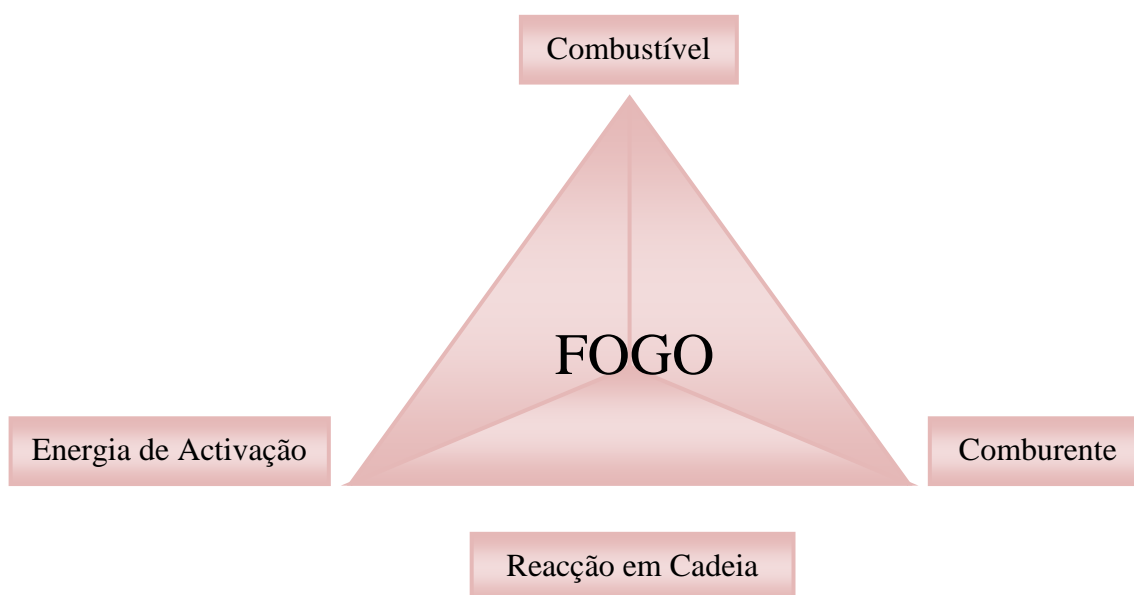 Combustível
FOGO
Energia de Activação
Comburente
Reacção em Cadeia